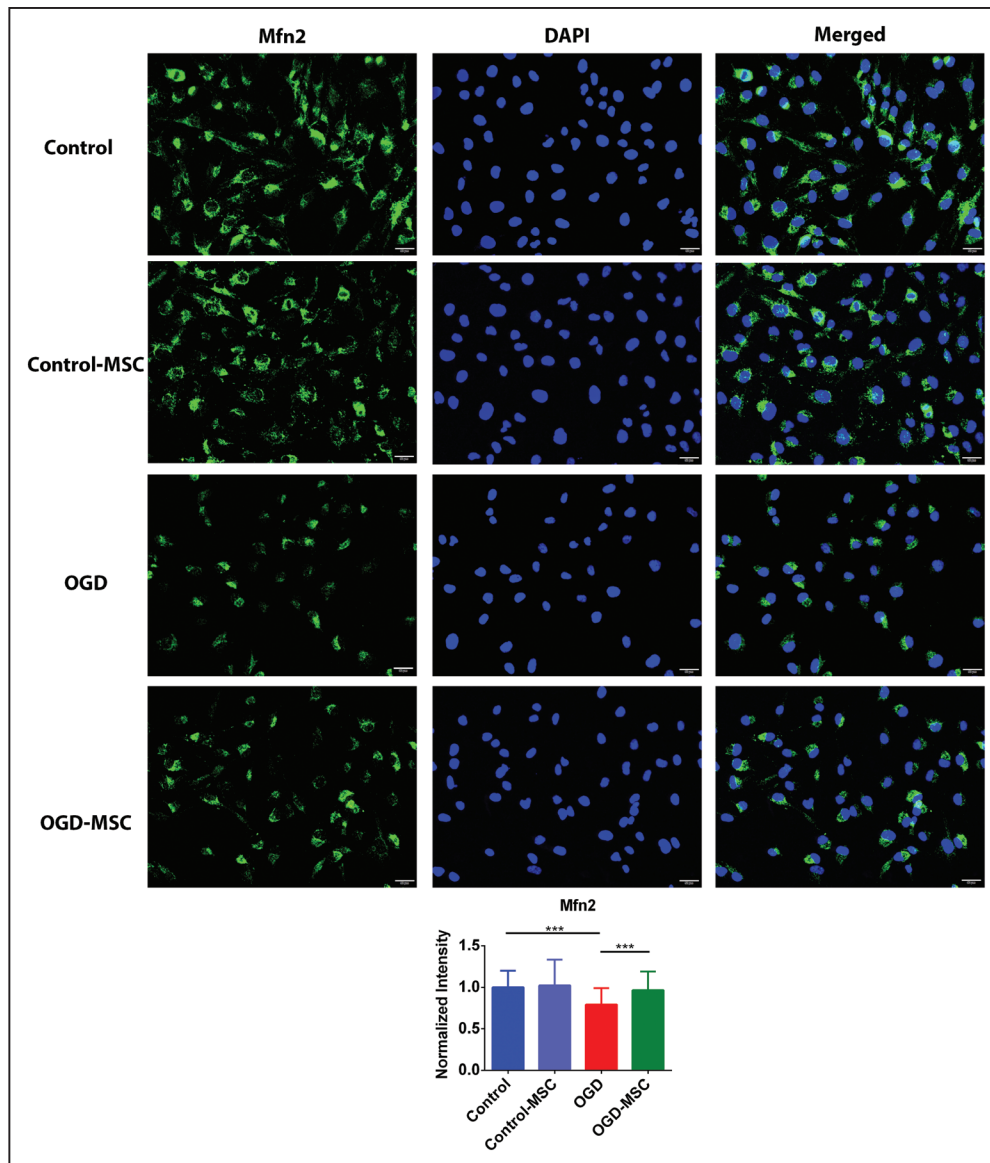 Mfn2 DAPI Merged
Control
Control-MSC
OGD
OGD-MSC
Mfn2
*** 
***
Normalized Intensity
1.5
1.0
0.5
0.0
Control
Control-MSC
OGD
OGD-MSC